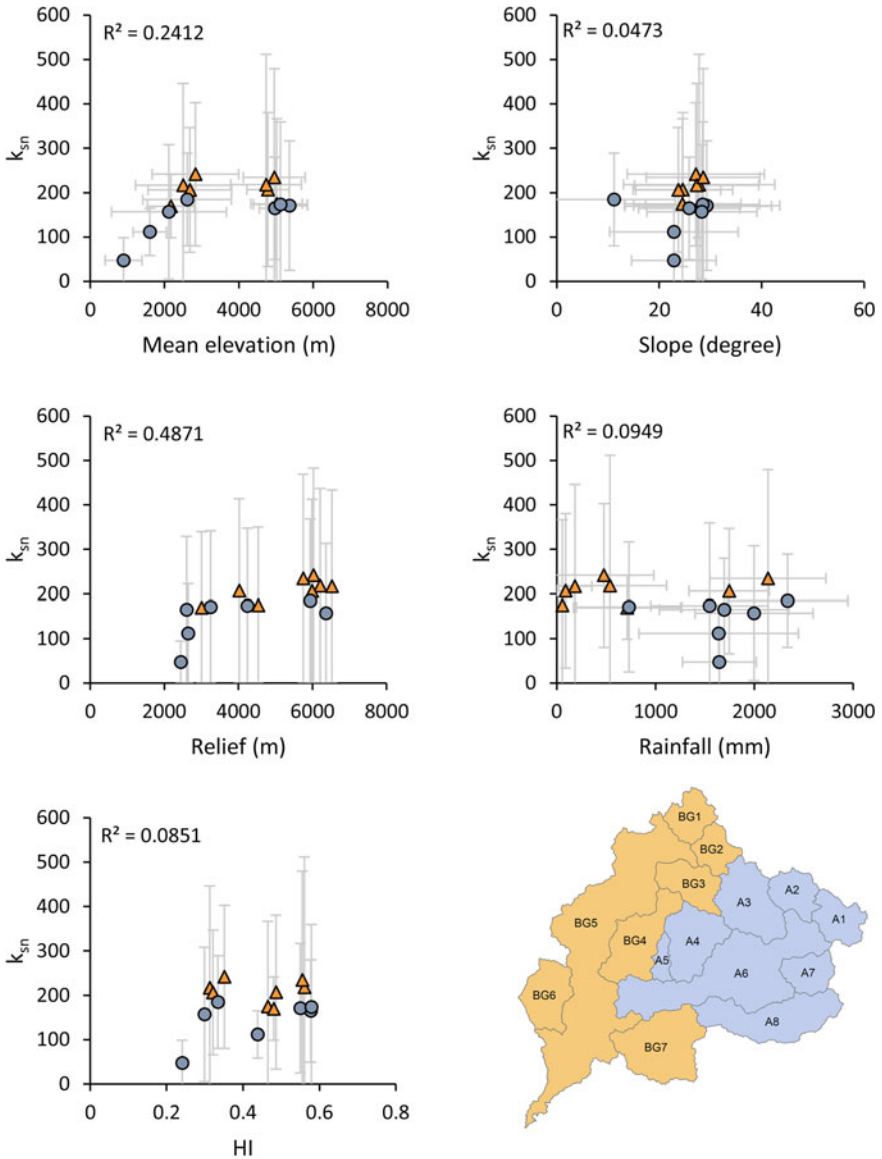 600
500
400
300
200
100
0
k_sn
R² = 0.2412
0 2000 4000 6000 8000
Mean elevation (m)
600
500
400
300
200
100
0
k_sn
R² = 0.0473
0 20 40 60
Slope (degree)
600
500
400
300
200
100
0
k_sn
R² = 0.4871
0 2000 4000 6000 8000
Relief (m)
600
500
400
300
200
100
0
k_sn
R² = 0.0949
0 1000 2000 3000
Rainfall (mm)
600
500
400
300
200
100
0
k_sn
R² = 0.0851
0 0.2 0.4 0.6 0.8
HI
BG1
BG2
BG3
A3
A2
A1
BG5
BG4
A4
A5
A6
A7
BG6
A8
BG7